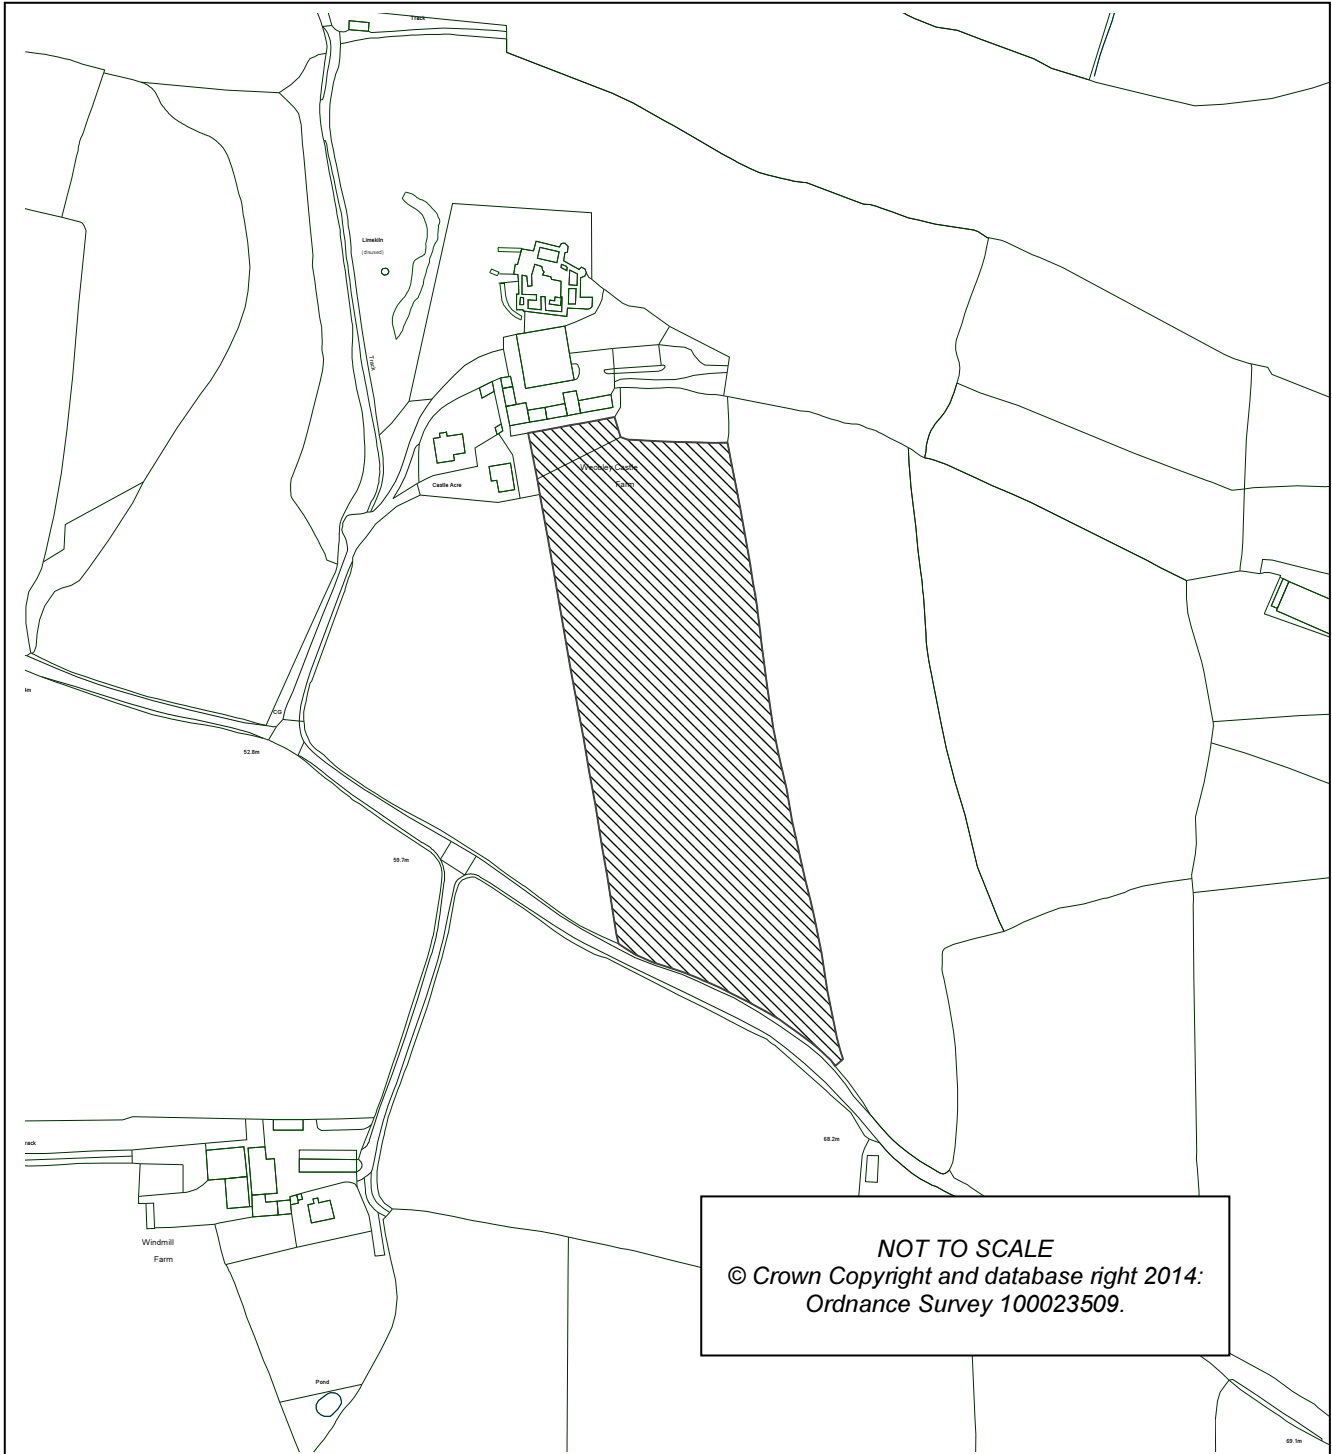 Track
Limekiln
(disused)
Track
Weobley Castle
Farm
Castle Acre
CG
52.8m
59.7m
68.2m
Windmill
Farm
Pond
NOT TO SCALE
© Crown Copyright and database right 2014:
Ordnance Survey 100023509.
69.1m